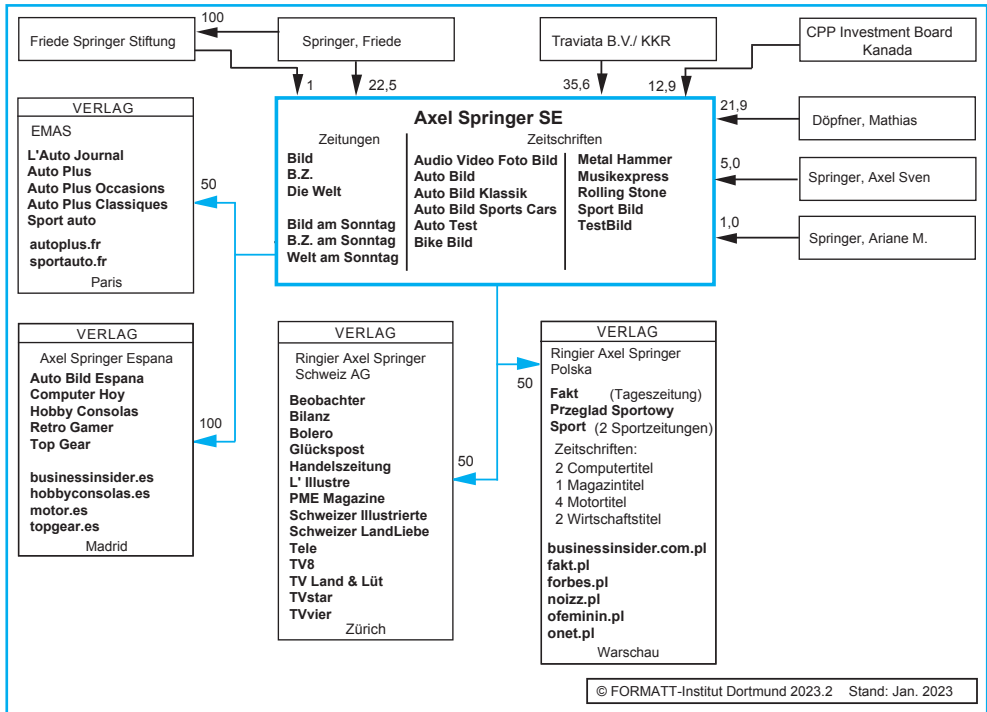 100
Friede Springer Stiftung
Springer, Friede
Traviata B.V./ KKR
CPP Investment Board
Kanada
1
22,5
35,6
12,9
21,9
Döpfner, Mathias
5,0
Springer, Axel Sven
1,0
Springer, Ariane M.
Axel Springer SE
Zeitungen
Bild
B.Z.
Die Welt
Bild am Sonntag
B.Z. am Sonntag
Welt am Sonntag
Zeitschriften
Audio Video Foto Bild
Auto Bild
Auto Bild Klassik
Auto Bild Sports Cars
Auto Test
Bike Bild
Metal Hammer
Musikexpress
Rolling Stone
Sport Bild
TestBild
VERLAG
EMAS
L'Auto Journal
Auto Plus
Auto Plus Occasions
Auto Plus Classiques
Sport auto
autoplus.fr
sportauto.fr
Paris
50
VERLAG
Axel Springer Espana
Auto Bild Espana
Computer Hoy
Hobby Consolas
Retro Gamer
Top Gear
businessinsider.es
hobbyconsolas.es
motor.es
topgear.es
Madrid
100
VERLAG
Ringier Axel Springer
Schweiz AG
Beobachter
Bilanz
Bolero
Glückspost
Handelszeitung
L' Illustre
PME Magazine
Schweizer Illustrierte
Schweizer LandLiebe
Tele
TV8
TV Land & Lüt
TVstar
TVvier
Zürich
50
VERLAG
Ringier Axel Springer
Polska
Fakt (Tageszeitung)
Przeglad Sportowy
Sport (2 Sportzeitungen)
Zeitschriften:
2 Computertitel
1 Magazintitel
4 Motortitel
2 Wirtschaftstitel
businessinsider.com.pl
fakt.pl
forbes.pl
noizz.pl
ofeminin.pl
onet.pl
Warschau
50
© FORMATT-Institut Dortmund 2023.2 Stand: Jan. 2023